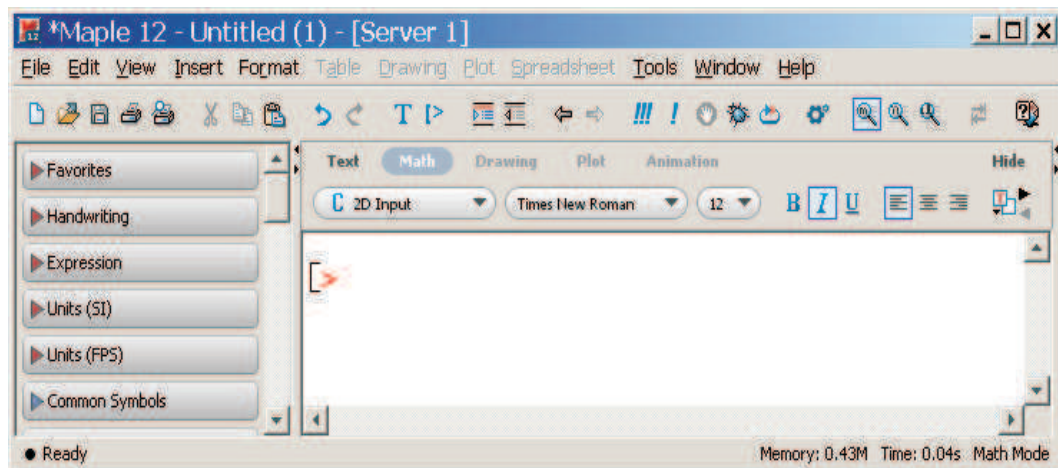 *Maple 12 - Untitled (1) - [Server 1]
File Edit View Insert Format Table Drawing Plot Spreadsheet Tools Window Help
Text Math Drawing Plot Animation Hide
C 2D Input Times New Roman 12 B I U
Favorites
Handwriting
Expression
Units (SI)
Units (FPS)
Common Symbols
[>
Ready Memory: 0.43M Time: 0.04s Math Mode